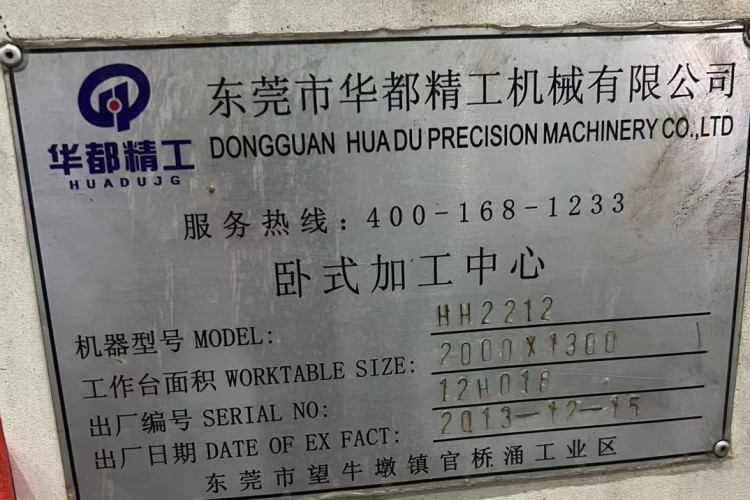 东莞市华都精工机械有限公司
华都精工
HUADUJG
DONGGUAN HUA DU PRECISION MACHINERY CO.,LTD
服务热线：400-168-1233
卧式加工中心
机器型号 MODEL: HH2212
工作台面积 WORKTABLE SIZE: 2000X1300
出厂编号 SERIAL NO: 12H016
出厂日期 DATE OF EX FACT: 2013-12-15
东莞市望牛墩镇官桥涌工业区